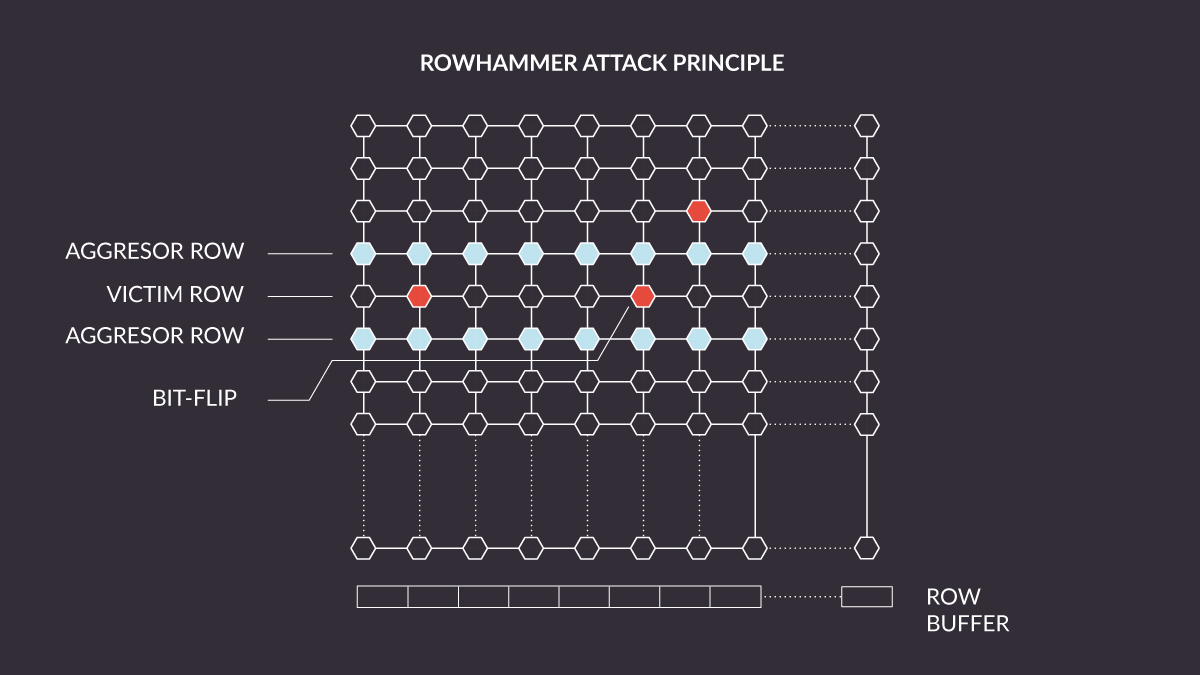 ROWHAMMER ATTACK PRINCIPLE
AGGRESOR ROW
VICTIM ROW
AGGRESOR ROW
BIT-FLIP
ROW
BUFFER